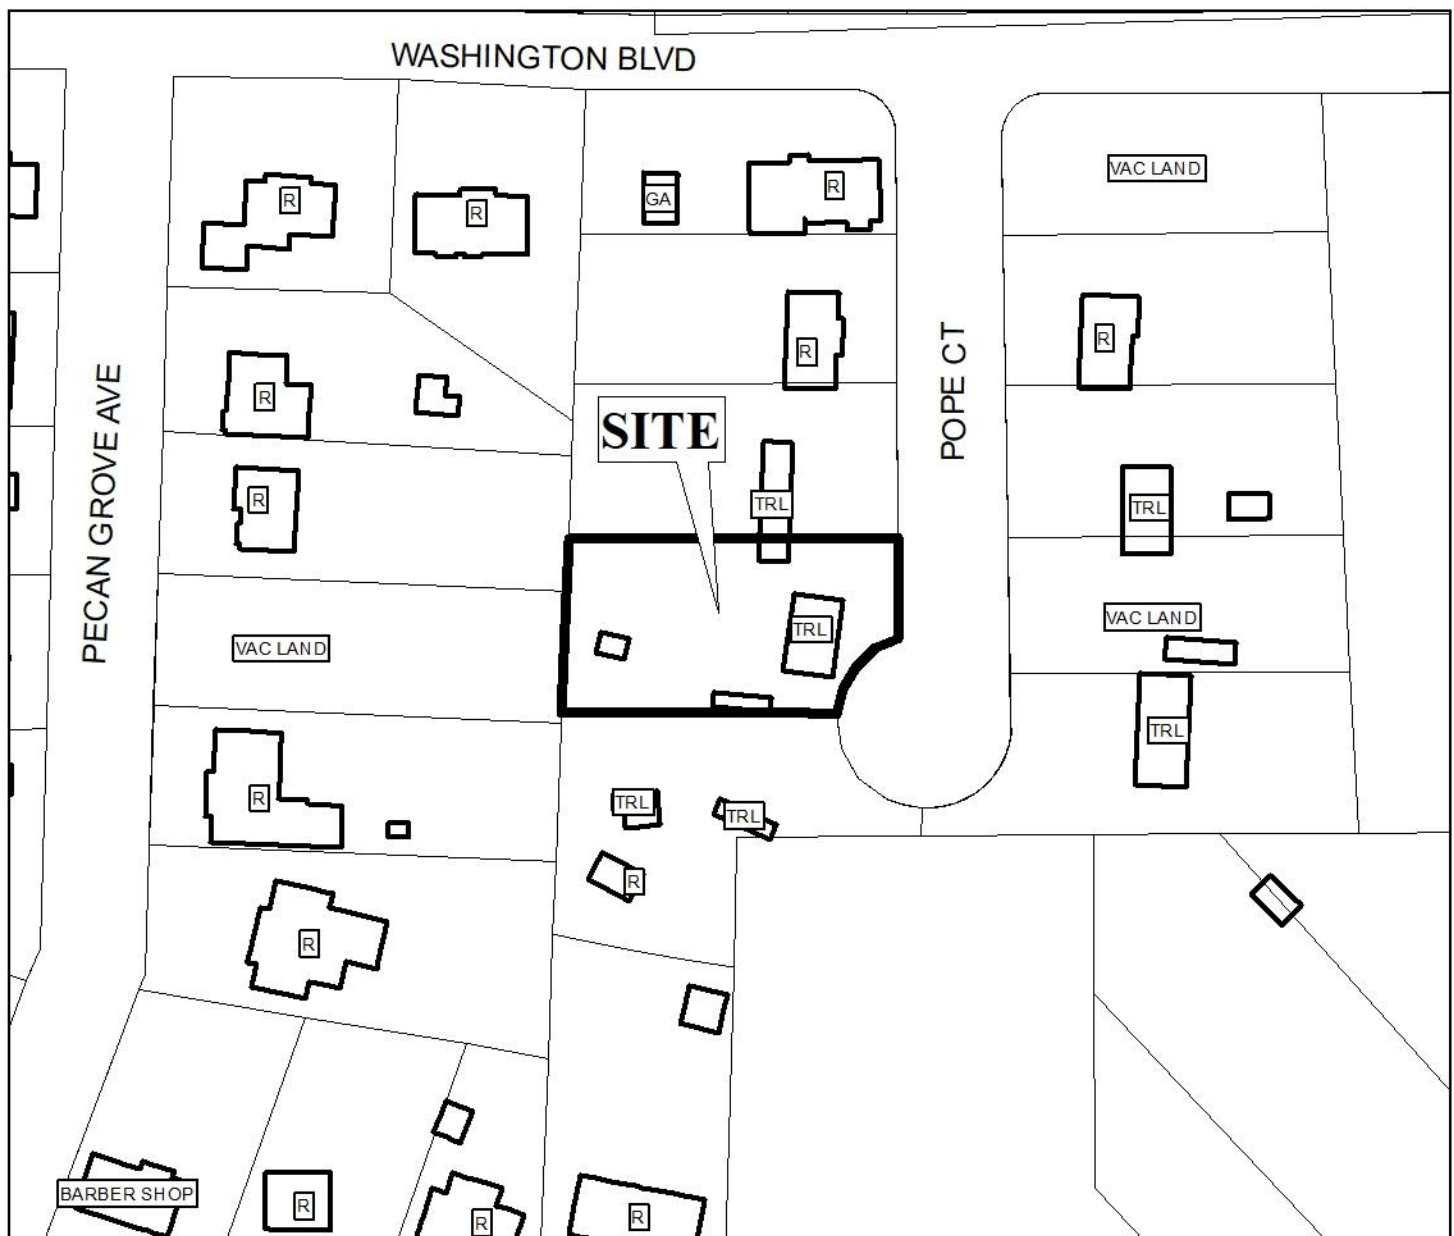 WASHINGTON BLVD
VAC LAND
R
GA
R
R
R
R
R
POPE CT
PECAN GROVE AVE
R
SITE
R
TRL
TRL
VAC LAND
TRL
VAC LAND
TRL
R
TRL
TRL
R
R
BARBER SHOP
R
R
R